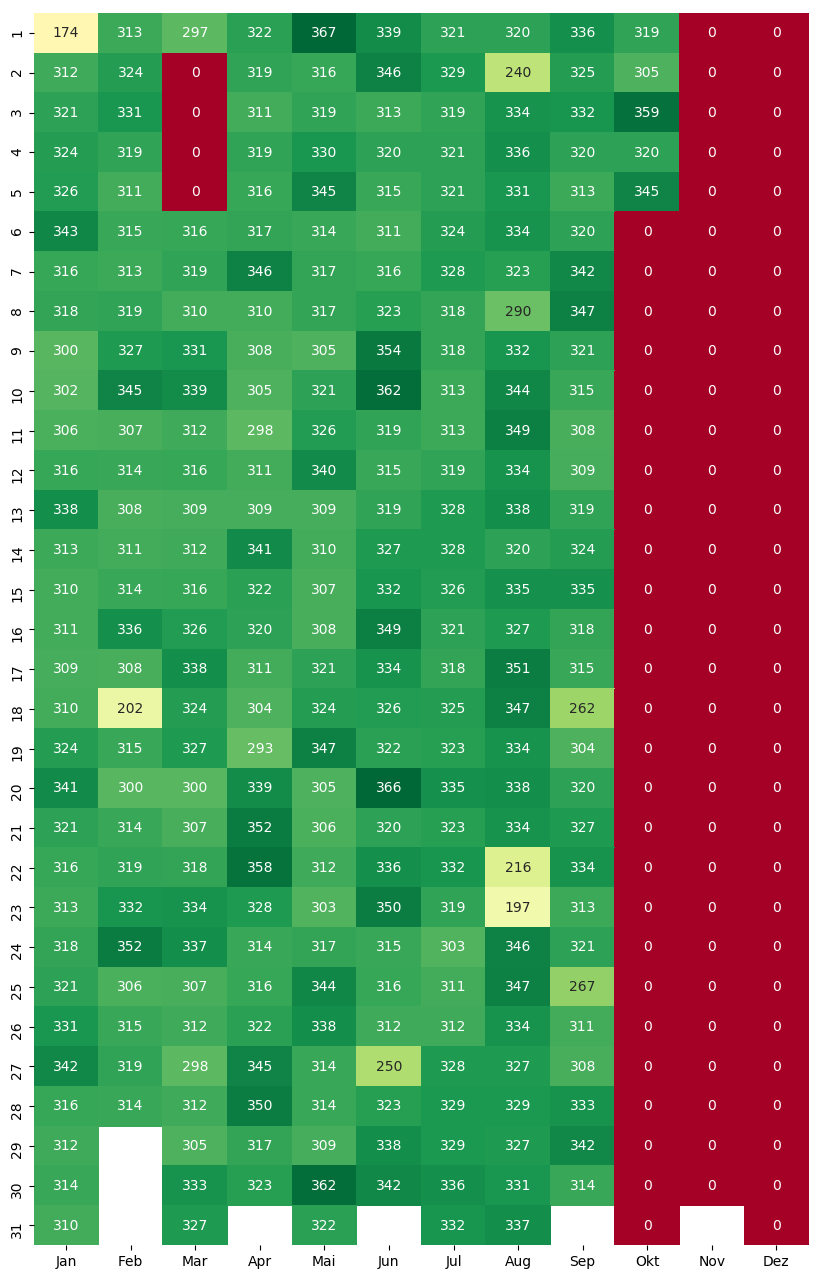 1 174 313 297 322 367 339 321 320 336 319 0 0
2 312 324 0 319 316 346 329 240 325 305 0 0
3 321 331 0 311 319 313 319 334 332 359 0 0
4 324 319 0 319 330 320 321 336 320 320 0 0
5 326 311 0 316 345 315 321 331 313 345 0 0
6 343 315 316 317 314 311 324 334 320 0 0 0
7 316 313 319 346 317 316 328 323 342 0 0 0
8 318 319 310 310 317 323 318 290 347 0 0 0
9 300 327 331 308 305 354 318 332 321 0 0 0
10 302 345 339 305 321 362 313 344 315 0 0 0
11 306 307 312 298 326 319 313 349 308 0 0 0
12 316 314 316 311 340 315 319 334 309 0 0 0
13 338 308 309 309 309 319 328 338 319 0 0 0
14 313 311 312 341 310 327 328 320 324 0 0 0
15 310 314 316 322 307 332 326 335 335 0 0 0
16 311 336 326 320 308 349 321 327 318 0 0 0
17 309 308 338 311 321 334 318 351 315 0 0 0
18 310 202 324 304 324 326 325 347 262 0 0 0
19 324 315 327 293 347 322 323 334 304 0 0 0
20 341 300 300 339 305 366 335 338 320 0 0 0
21 321 314 307 352 306 320 323 334 327 0 0 0
22 316 319 318 358 312 336 332 216 334 0 0 0
23 313 332 334 328 303 350 319 197 313 0 0 0
24 318 352 337 314 317 315 303 346 321 0 0 0
25 321 306 307 316 344 316 311 347 267 0 0 0
26 331 315 312 322 338 312 312 334 311 0 0 0
27 342 319 298 345 314 250 328 327 308 0 0 0
28 316 314 312 350 314 323 329 329 333 0 0 0
29 312 305 317 309 338 329 327 342 0 0 0
30 314 333 323 362 342 336 331 314 0 0 0
31 310 327 322 332 337 0 0
Jan Feb Mar Apr Mai Jun Jul Aug Sep Okt Nov Dez